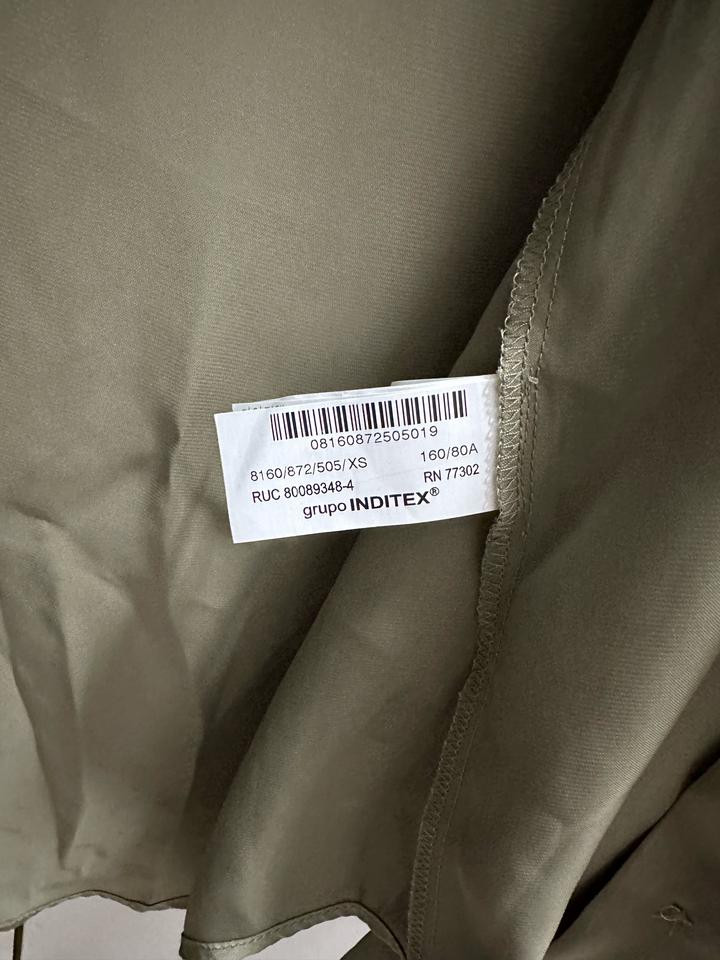 08160872505019
8160/872/505/XS 160/80A
RUC 80089348-4 RN 77302
grupo INDITEX®